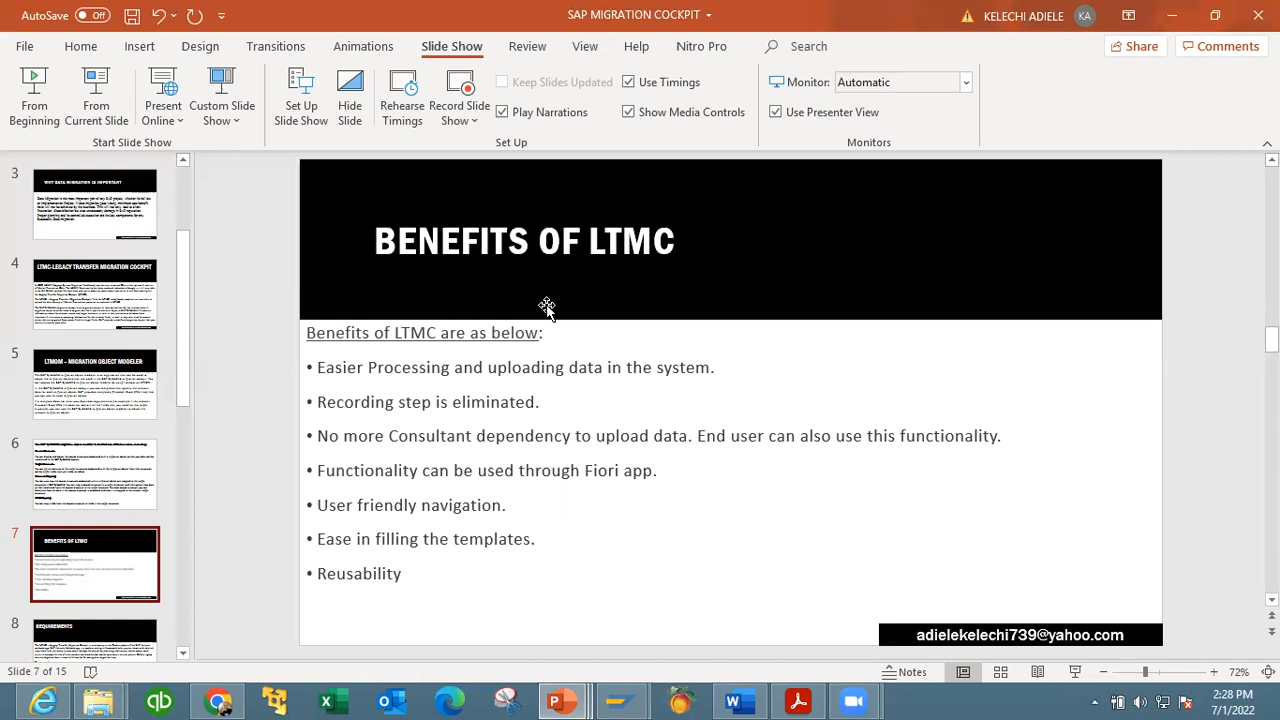 AutoSave Off
SAP MIGRATION COCKPIT
KELECHI ADIELE KA
File Home Insert Design Transitions Animations Slide Show Review View Help Nitro Pro Search
Share Comments
From Beginning
From Current Slide
Present Online
Custom Slide Show
Set Up Slide Show
Hide Slide
Rehearse Timings
Record Slide Show
Keep Slides Updated
Play Narrations
Use Timings
Show Media Controls
Monitor: Automatic
Use Presenter View
Start Slide Show
Set Up
Monitors
3
WHY DATA MIGRATION IS IMPORTANT
4
LTMC-LEGACY TRANSFER MIGRATION COCKPIT
5
LTMOM – MIGRATION OBJECT MODELER
6
7
BENEFITS OF LTMC
8
REQUIREMENTS
BENEFITS OF LTMC
Benefits of LTMC are as below:
• Easier Processing and uploading data in the system.
• Recording step is eliminated.
• No more Consultant dependency to upload data. End user can also use this functionality.
• Functionality can be used through Fiori app.
• User friendly navigation.
• Ease in filling the templates.
• Reusability
adielekelechi739@yahoo.com
Slide 7 of 15
Notes
72%
2:28 PM
7/1/2022